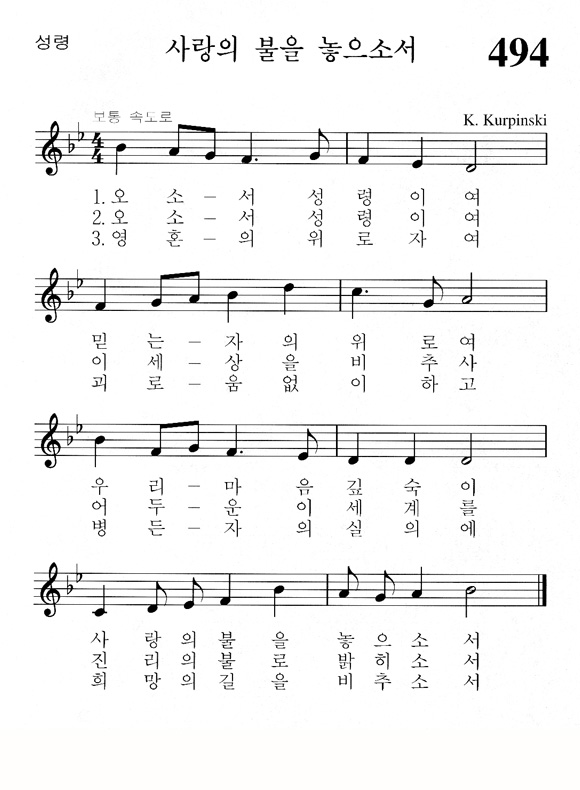 성령
사랑의 불을 놓으소서
494
보통 속도로
K. Kurpinski
1. 오 소 – 서 성 령 이 여
2. 오 소 – 서 성 령 이 여
3. 영 혼 – 의 위 로 자 여
믿 는 – 자 의 위 로 여
이 세 – 상 을 비 추 사
괴 로 – 움 없 이 하 고
우 리 – 마 음 깊 숙 이
어 두 – 운 이 세 계 를
병 든 – 자 의 실 의 에
사 랑 의 불 을 놓 으 소 서
진 리 의 불 로 밝 히 소 서
희 망 의 길 을 비 추 소 서